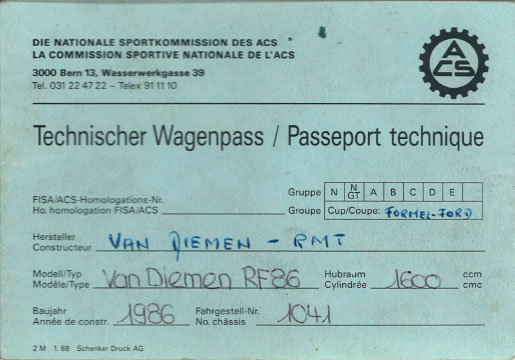 DIE NATIONALE SPORTKOMMISSION DES ACS
LA COMMISSION SPORTIVE NATIONALE DE L'ACS
3000 Bern 13, Wasserwerkgasse 39
Tel. 031 22 47 22 – Telex 91 11 10
ACS
Technischer Wagenpass / Passeport technique
FISA/ACS-Homologations-Nr.
Ho. homologation FISA/ACS
Gruppe N N/GT A B C D E
Groupe Cup/Coupe: FORMEL-FORD
Hersteller
Constructeur VAN DIEMEN - RMT
Modell/Typ
Modèle/Type Van Diemen RF86
Hubraum ccm
Cylindrée 1600 cmc
Baujahr
Année de constr. 1986
Fahrgestell-Nr.
No. châssis 1041
2 M 1. 88 Schenker Druck AG